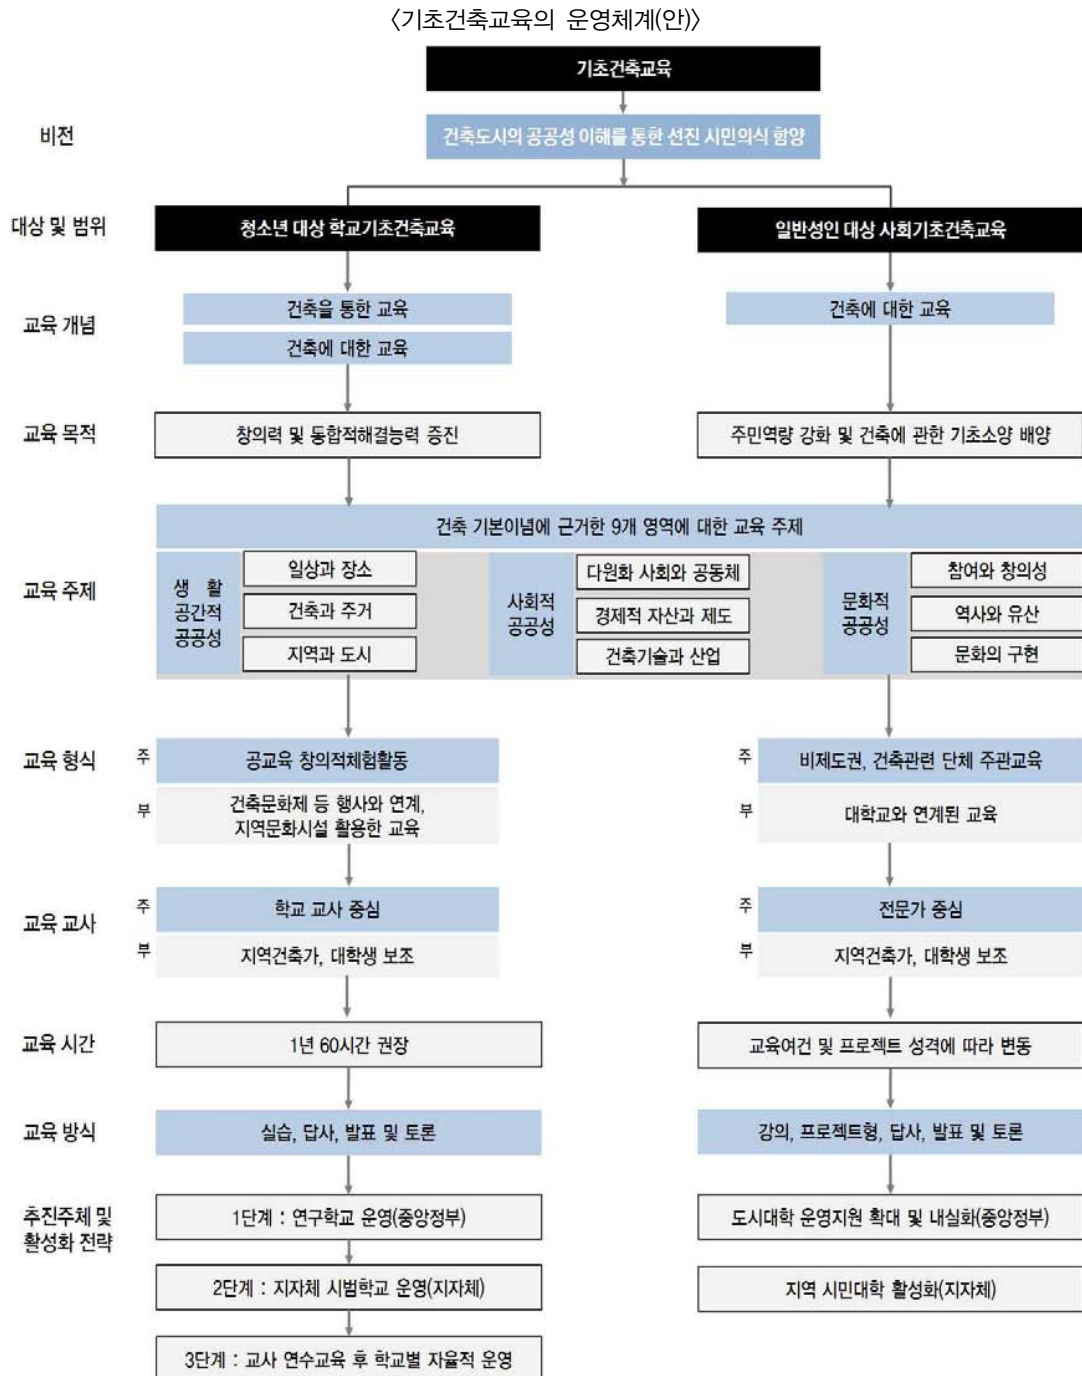 〈기초건축교육의 운영체계(안)〉
기초건축교육
비전
건축도시의 공공성 이해를 통한 선진 시민의식 함양
대상 및 범위
청소년 대상 학교기초건축교육
일반성인 대상 사회기초건축교육
교육 개념
건축을 통한 교육
건축에 대한 교육
건축에 대한 교육
교육 목적
창의력 및 통합적해결능력 증진
주민역량 강화 및 건축에 관한 기초소양 배양
교육 주제
건축 기본이념에 근거한 9개 영역에 대한 교육 주제
생 활
공간적
공공성
일상과 장소
건축과 주거
지역과 도시
사회적
공공성
다원화 사회와 공동체
경제적 자산과 제도
건축기술과 산업
문화적
공공성
참여와 창의성
역사와 유산
문화의 구현
교육 형식
주
공교육 창의적체험활동
부
건축문화제 등 행사와 연계,
지역문화시설 활용한 교육
주
비제도권, 건축관련 단체 주관교육
부
대학교와 연계된 교육
교육 교사
주
학교 교사 중심
부
지역건축가, 대학생 보조
주
전문가 중심
부
지역건축가, 대학생 보조
교육 시간
1년 60시간 권장
교육여건 및 프로젝트 성격에 따라 변동
교육 방식
실습, 답사, 발표 및 토론
강의, 프로젝트형, 답사, 발표 및 토론
추진주체 및
활성화 전략
1단계 : 연구학교 운영(중앙정부)
2단계 : 지자체 시범학교 운영(지자체)
3단계 : 교사 연수교육 후 학교별 자율적 운영
도시대학 운영지원 확대 및 내실화(중앙정부)
지역 시민대학 활성화(지자체)